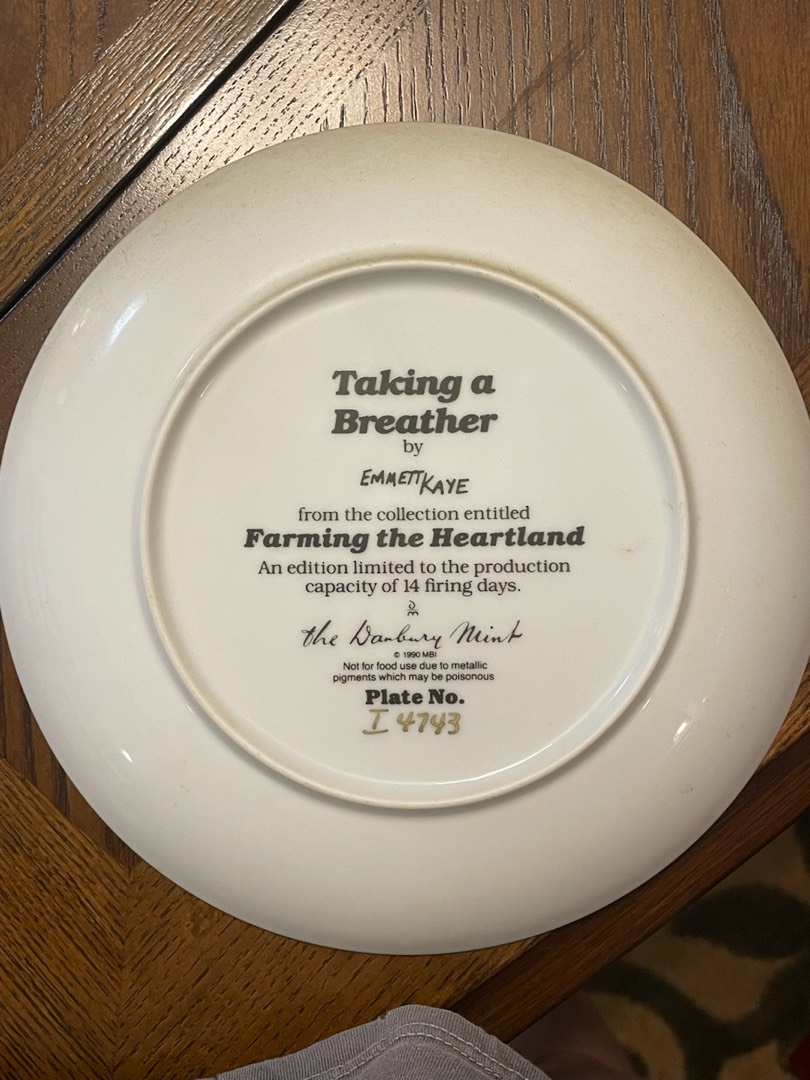 Taking a
Breather
by
EMMETT KAYE
from the collection entitled
Farming the Heartland
An edition limited to the production
capacity of 14 firing days.
the Danbury Mint
© 1990 MBI
Not for food use due to metallic
pigments which may be poisonous
Plate No.
I 4743